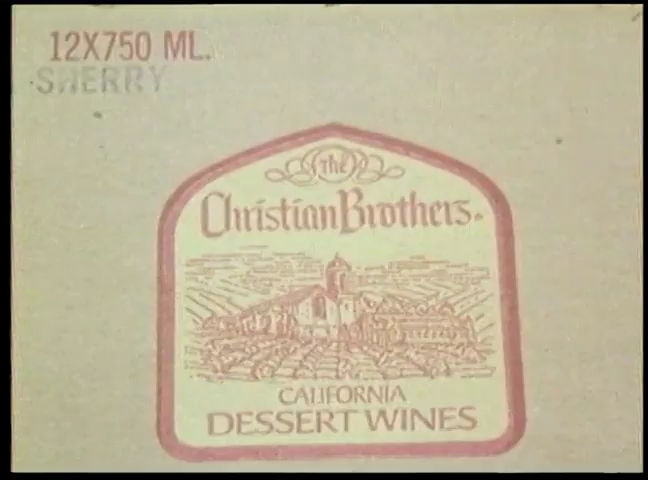 12X750 ML.
SHERRY
The
Christian Brothers®
CALIFORNIA
DESSERT WINES